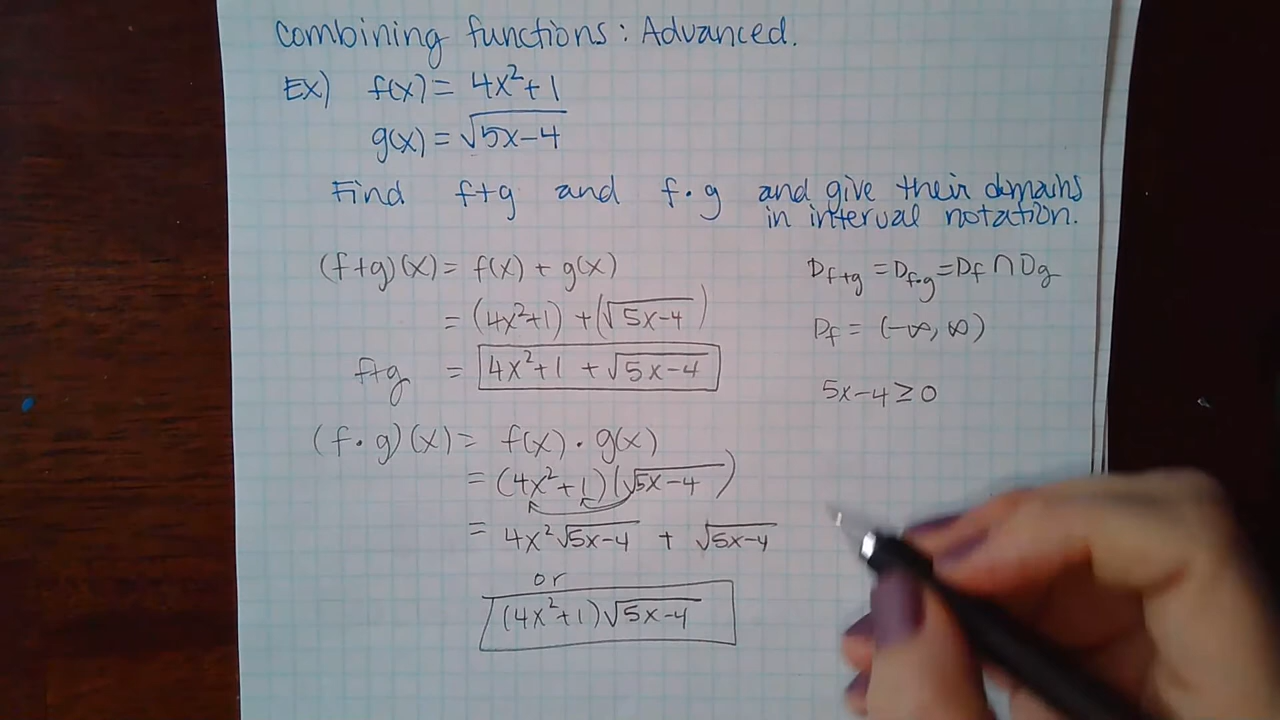 Combining functions: Advanced.
Ex) f(x) = 4x²+1
g(x) = √(5x-4)
Find f+g and f·g and give their domains
in interval notation.
(f+g)(x) = f(x) + g(x)
= (4x²+1) + (√(5x-4))
f+g = 4x²+1 + √(5x-4)
(f·g)(x) = f(x) · g(x)
= (4x²+1)(√(5x-4))
= 4x²√(5x-4) + √(5x-4)
or
(4x²+1)√(5x-4)
D_{f+g} = D_{f·g} = D_f ∩ D_g
D_f = (-∞, ∞)
5x-4 ≥ 0